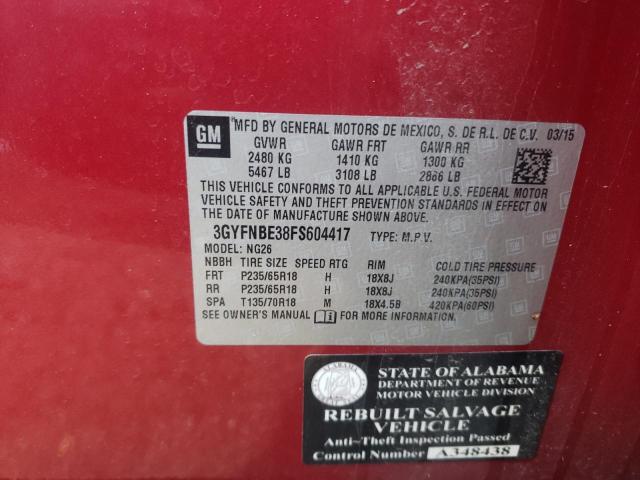 GM MFD BY GENERAL MOTORS DE MEXICO, S. DE R.L. DE C.V. 03/15
GVWR GAWR FRT GAWR RR
2480 KG 1410 KG 1300 KG
5467 LB 3108 LB 2866 LB
THIS VEHICLE CONFORMS TO ALL APPLICABLE U.S. FEDERAL MOTOR
VEHICLE SAFETY AND THEFT PREVENTION STANDARDS IN EFFECT ON
THE DATE OF MANUFACTURE SHOWN ABOVE.
3GYFNBE38FS604417 TYPE: M.P.V.
MODEL: NG26
NBBH TIRE SIZE SPEED RTG RIM COLD TIRE PRESSURE
FRT P235/65R18 H 18X8J 240KPA(35PSI)
RR P235/65R18 H 18X8J 240KPA(35PSI)
SPA T135/70R18 M 18X4.5B 420KPA(60PSI)
SEE OWNER'S MANUAL FOR MORE INFORMATION.
ALABAMA
STATE OF ALABAMA
DEPARTMENT OF REVENUE
MOTOR VEHICLE DIVISION
REBUILT SALVAGE
VEHICLE
Anti-Theft Inspection Passed
Control Number A348438